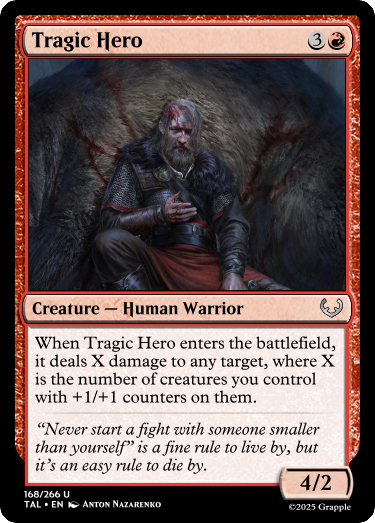 Tragic Hero 3
Creature — Human Warrior
When Tragic Hero enters the battlefield,
it deals X damage to any target, where X
is the number of creatures you control
with +1/+1 counters on them.
“Never start a fight with someone smaller
than yourself” is a fine rule to live by, but
it’s an easy rule to die by.
4/2
168/266 U
TAL • EN Anton Nazarenko
©2025 Grapple